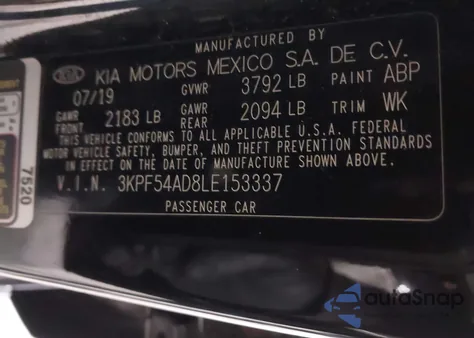 MANUFACTURED BY
KIA KIA MOTORS MEXICO S.A. DE C.V.
07/19 GVWR 3792 LB PAINT ABP
GAWR FRONT 2183 LB GAWR REAR 2094 LB TRIM WK
THIS VEHICLE CONFORMS TO ALL APPLICABLE U.S.A. FEDERAL
MOTOR VEHICLE SAFETY, BUMPER, AND THEFT PREVENTION STANDARDS
IN EFFECT ON THE DATE OF MANUFACTURE SHOWN ABOVE.
V.I.N. 3KPF54AD8LE153337
PASSENGER CAR
7520
autoSnap